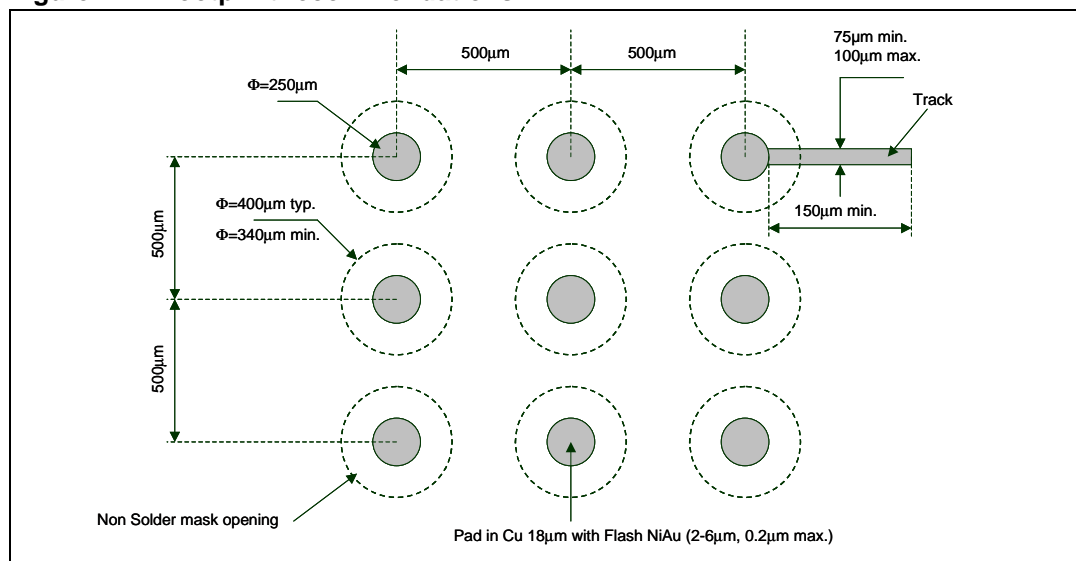 500μm
500μm
75μm min.
100μm max.
Φ=250μm
Track
Φ=400μm typ.
Φ=340μm min.
150μm min.
500μm
500μm
Non Solder mask opening
Pad in Cu 18μm with Flash NiAu (2-6μm, 0.2μm max.)